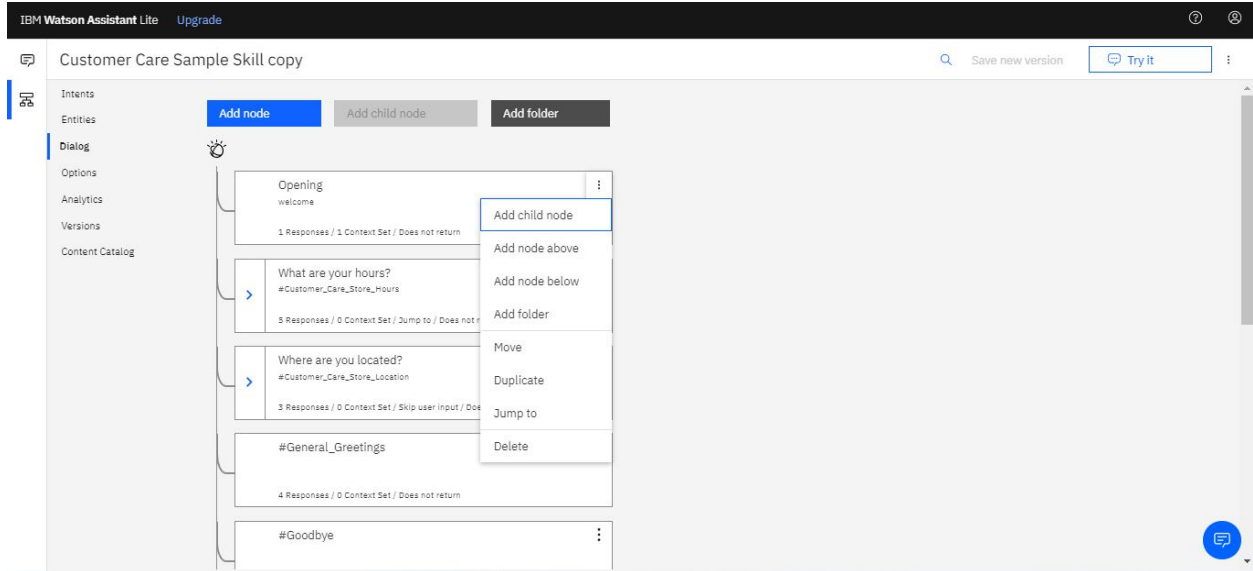 IBM Watson Assistant Lite Upgrade
Customer Care Sample Skill copy
Save new version
Try it
Intents
Entities
Dialog
Options
Analytics
Versions
Content Catalog
Add node
Add child node
Add folder
Opening
welcome
1 Responses / 1 Context Set / Does not return
Add child node
Add node above
Add node below
Add folder
Move
Duplicate
Jump to
Delete
What are your hours?
#Customer_Care_Store_Hours
5 Responses / 0 Context Set / Jump to / Does not r
Where are you located?
#Customer_Care_Store_Location
3 Responses / 0 Context Set / Skip user input / Doe
#General_Greetings
4 Responses / 0 Context Set / Does not return
#Goodbye